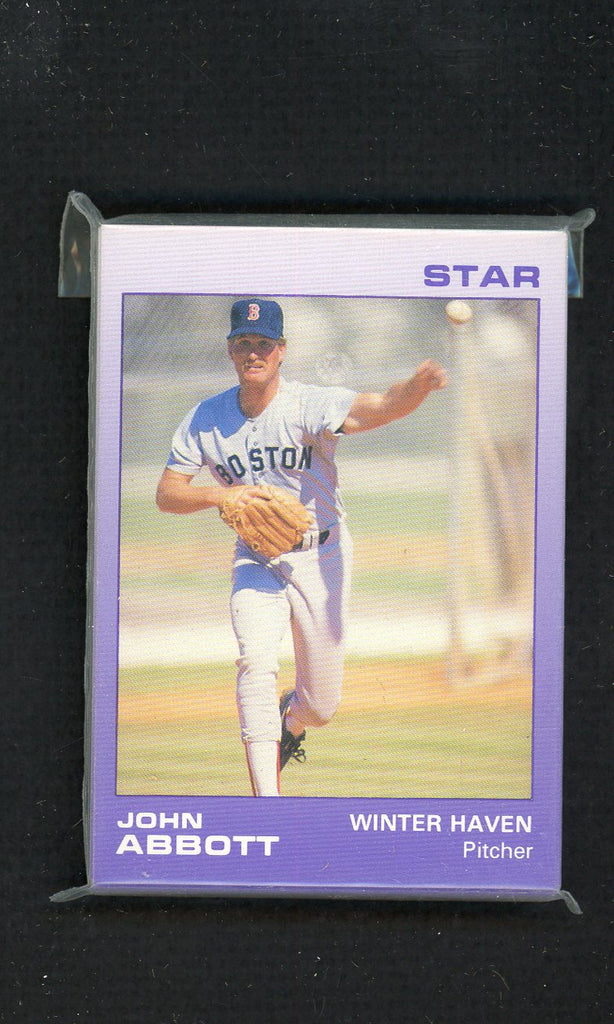 STAR
B
BOSTON
JOHN
ABBOTT
WINTER HAVEN
Pitcher